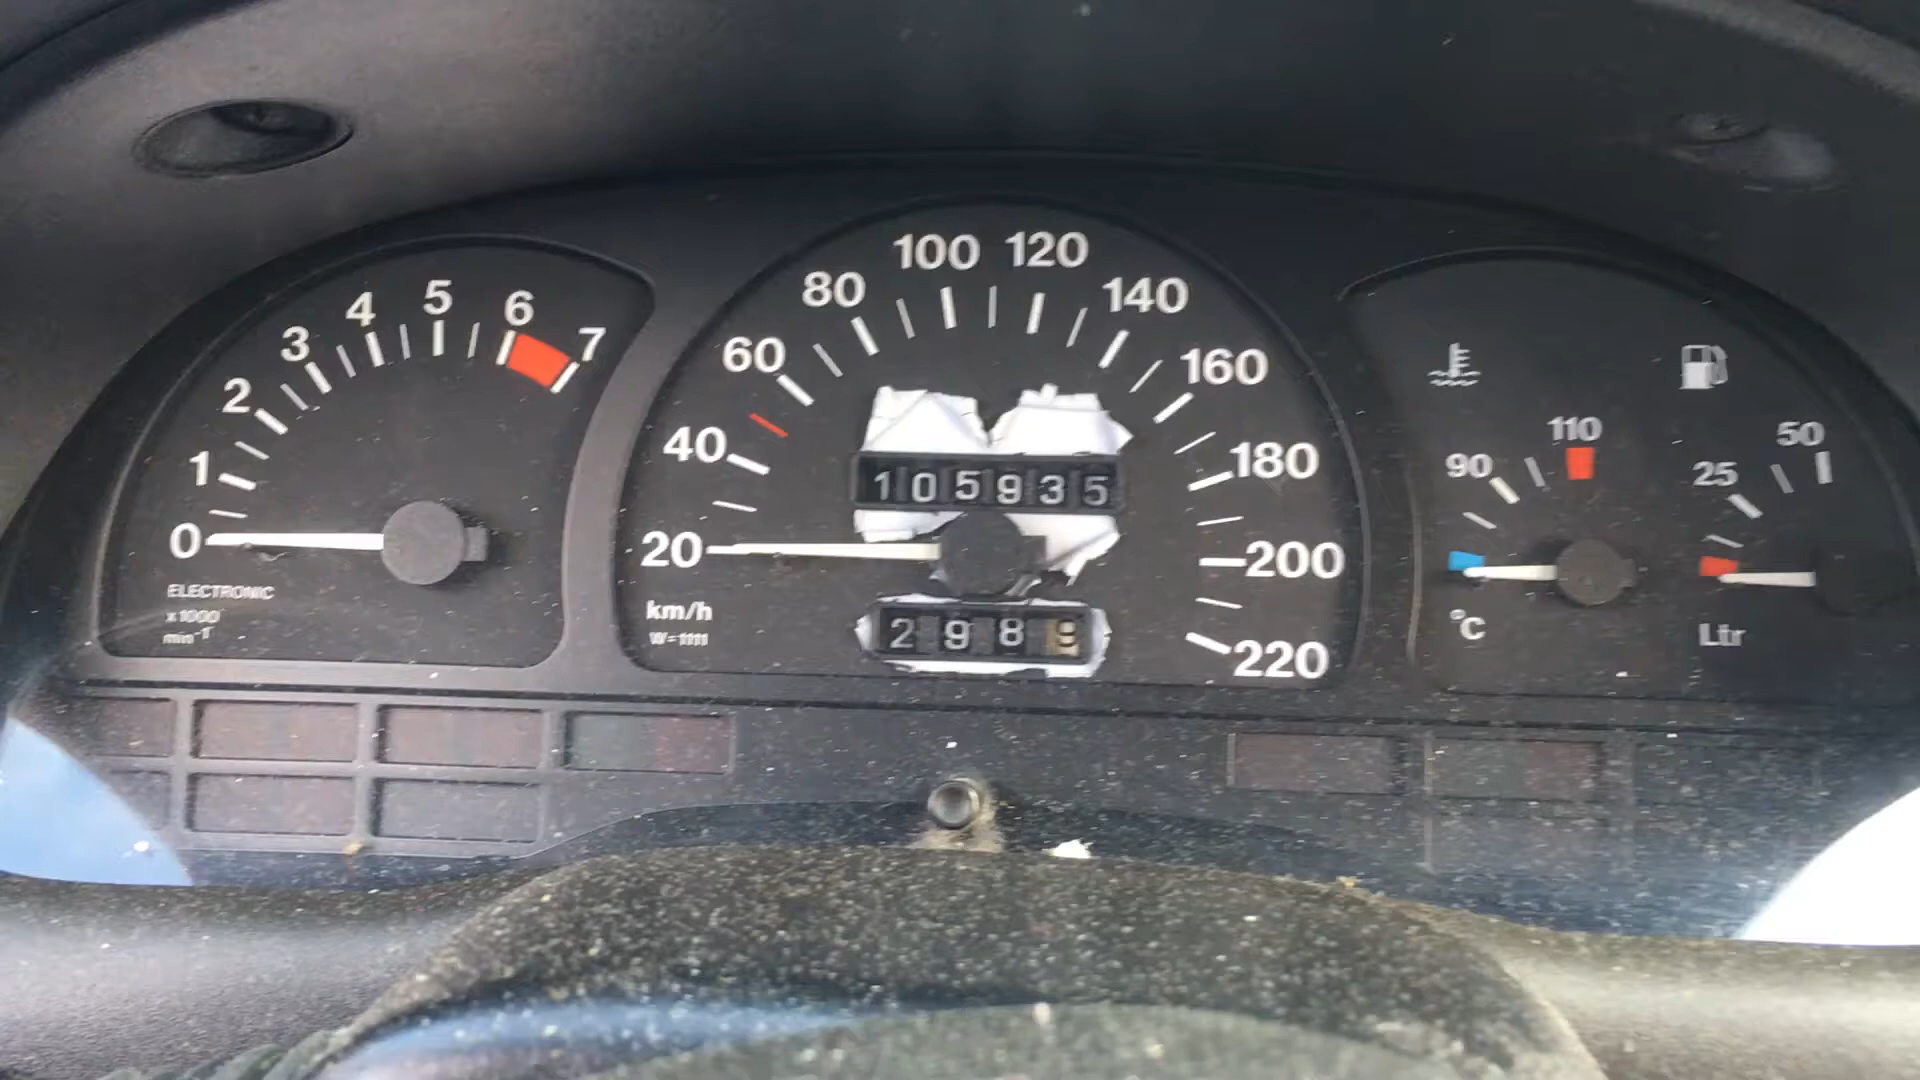 0 1 2 3 4 5 6 7
ELECTRONIC
x1000
min⁻¹
20 40 60 80 100 120 140 160 180 200 220
105935
km/h
W=1111
2989
90 110
°C
25 50
Ltr